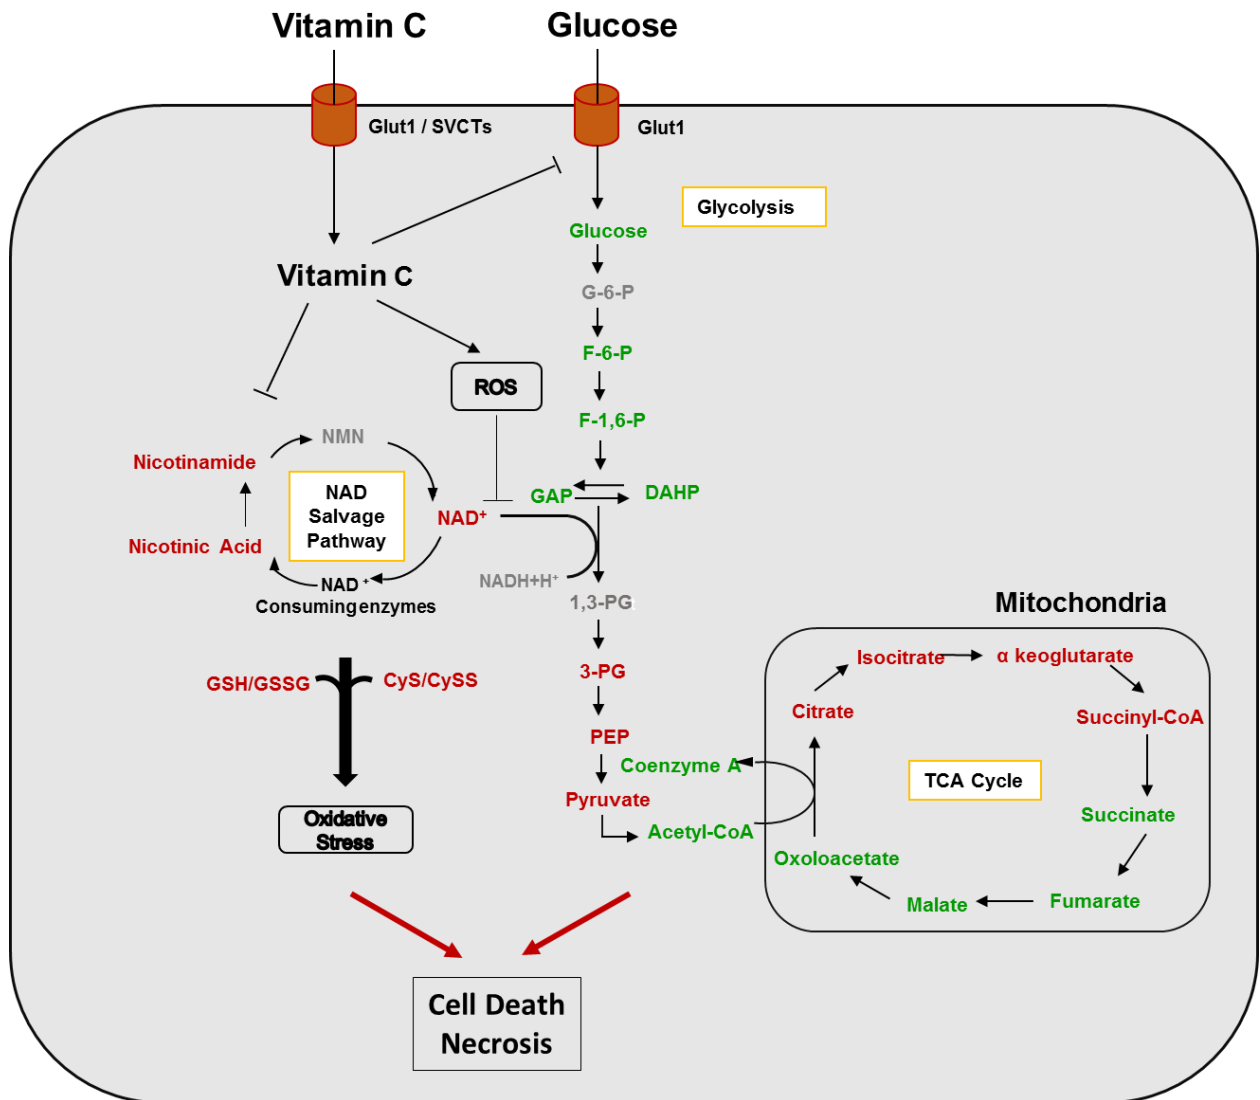 Vitamin C
Glucose
Glut1 / SVCTs
Glut1
Glycolysis
Glucose
Vitamin C
G-6-P
F-6-P
ROS
F-1,6-P
NMN
Nicotinamide
NAD
Salvage
Pathway
GAP
DAHP
NAD⁺
Nicotinic Acid
NADH+H⁺
NAD ⁺
Consuming enzymes
1,3-PG
Mitochondria
GSH/GSSG
CyS/CySS
3-PG
Isocitrate
α keoglutarate
Citrate
Succinyl-CoA
PEP
Coenzyme A
TCA Cycle
Pyruvate
Succinate
Oxidative
Stress
Acetyl-CoA
Oxoloacetate
Malate
Fumarate
Cell Death
Necrosis